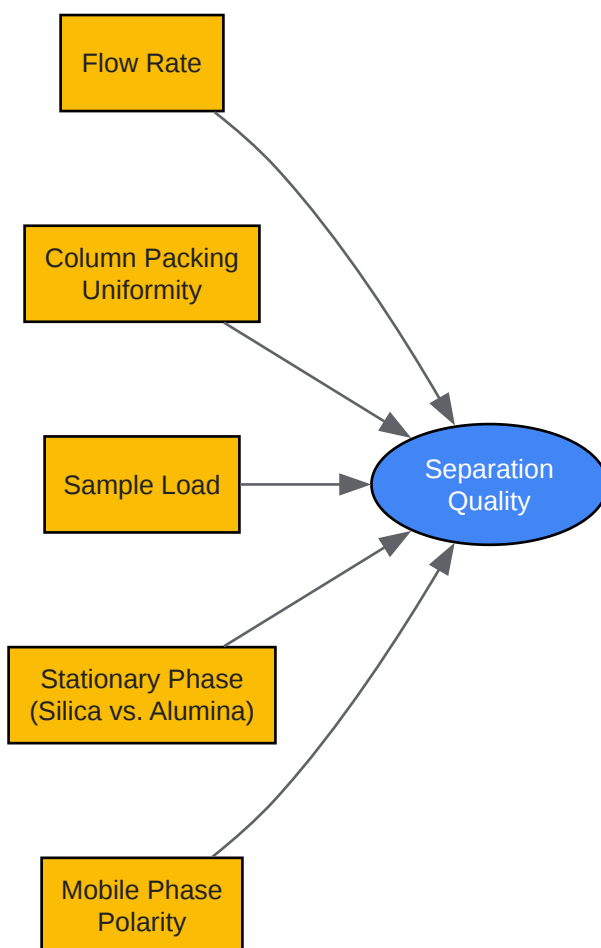 Flow Rate
Column Packing
Uniformity
Sample Load
Separation
Quality
Stationary Phase
(Silica vs. Alumina)
Mobile Phase
Polarity